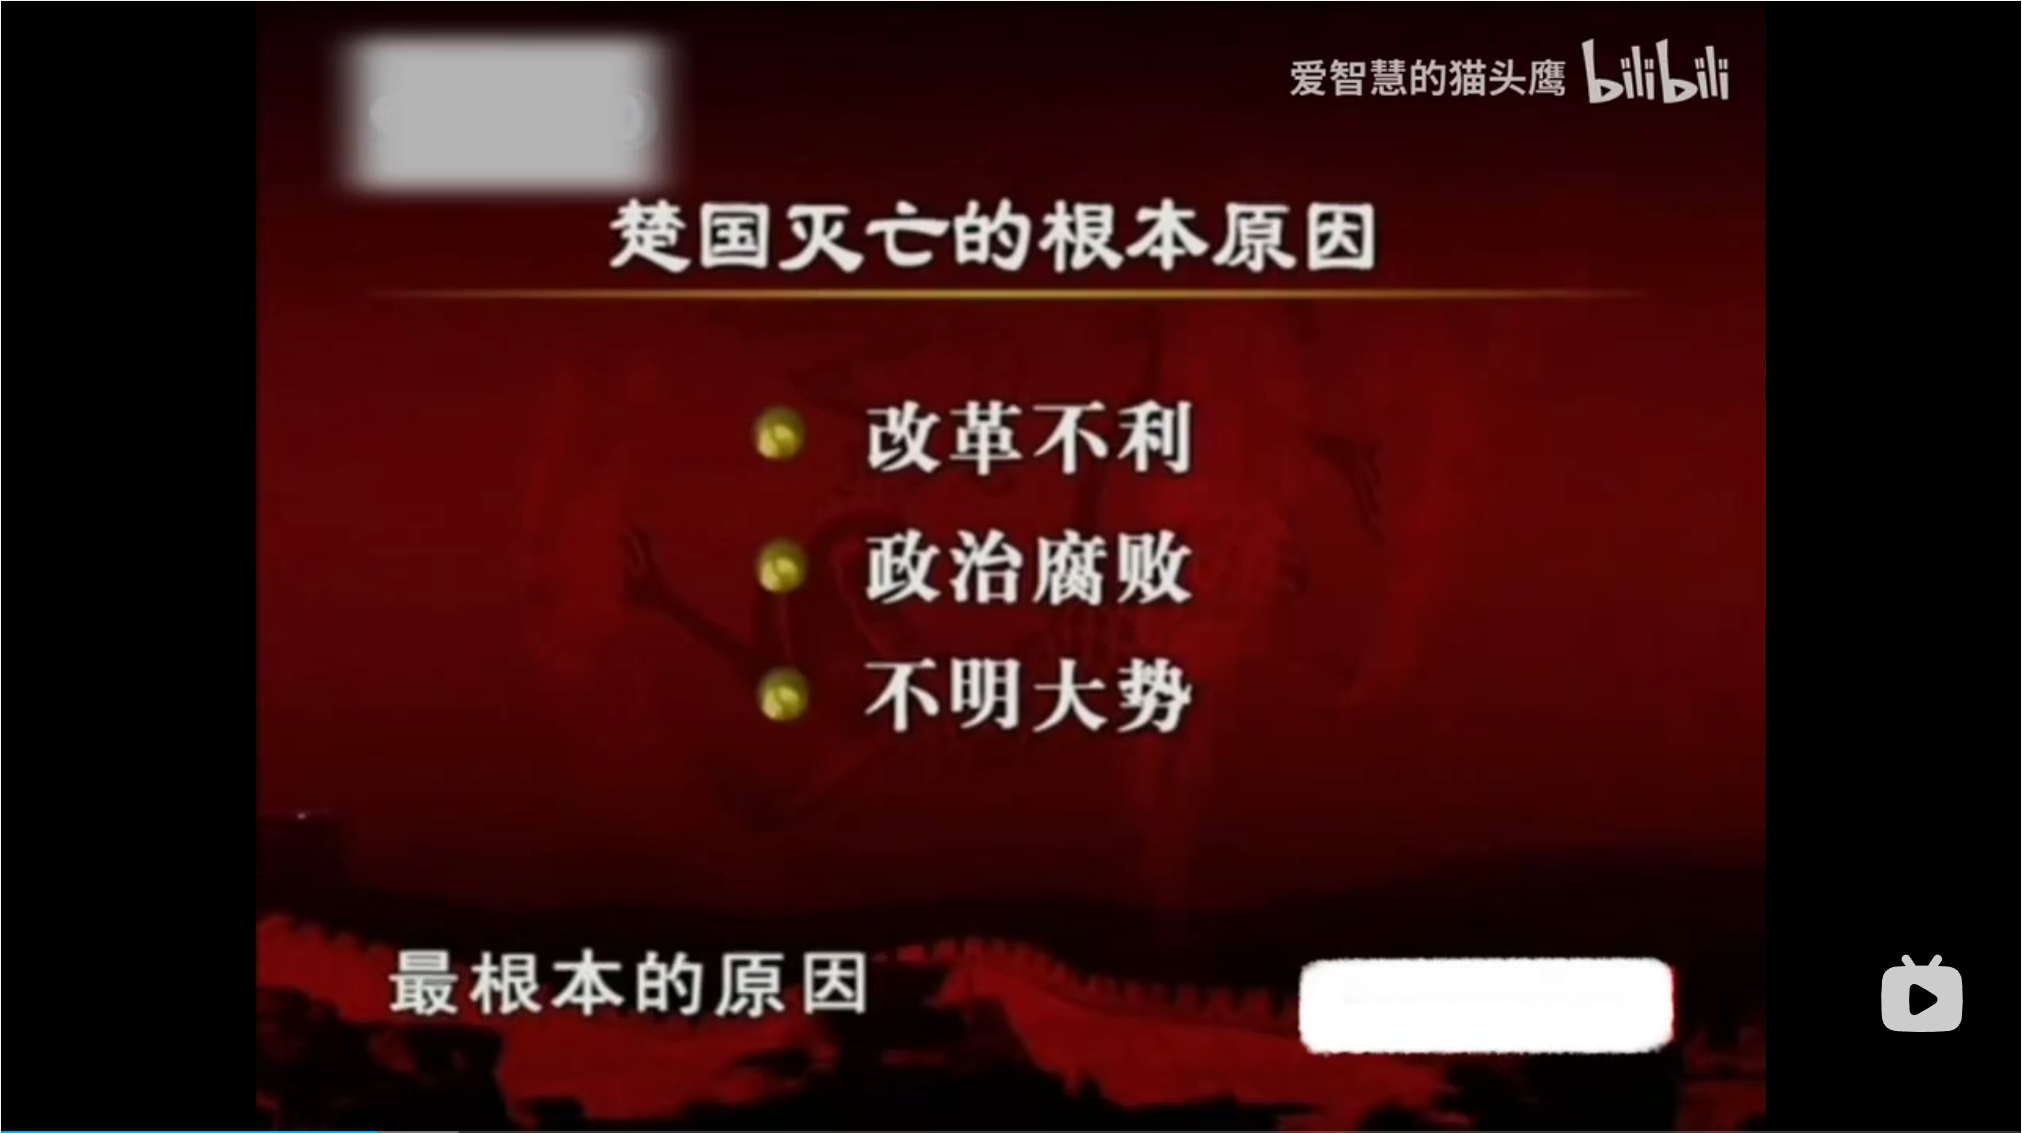 爱智慧的猫头鹰 bilibili
楚国灭亡的根本原因
改革不利
政治腐败
不明大势
最根本的原因